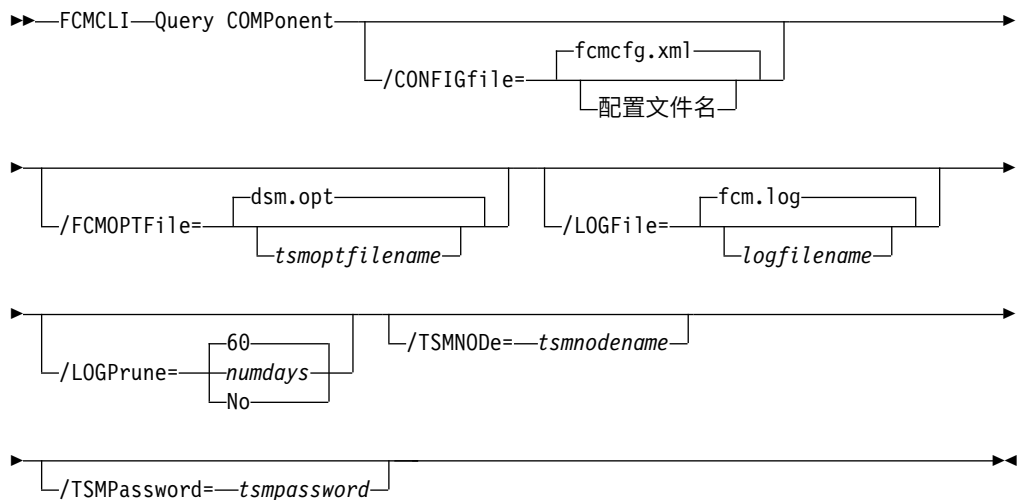 FCMCLI Query COMPonent
fcmcfg.xml
/CONFIGfile=
配置文件名
dsm.opt
fcm.log
/FCMOPTFile=
/LOGFile=
tsmoptfilename
logfilename
60
/TSMNODe= tsmnodename
/LOGPrune= numdays
No
/TSMPassword= tsmpassword